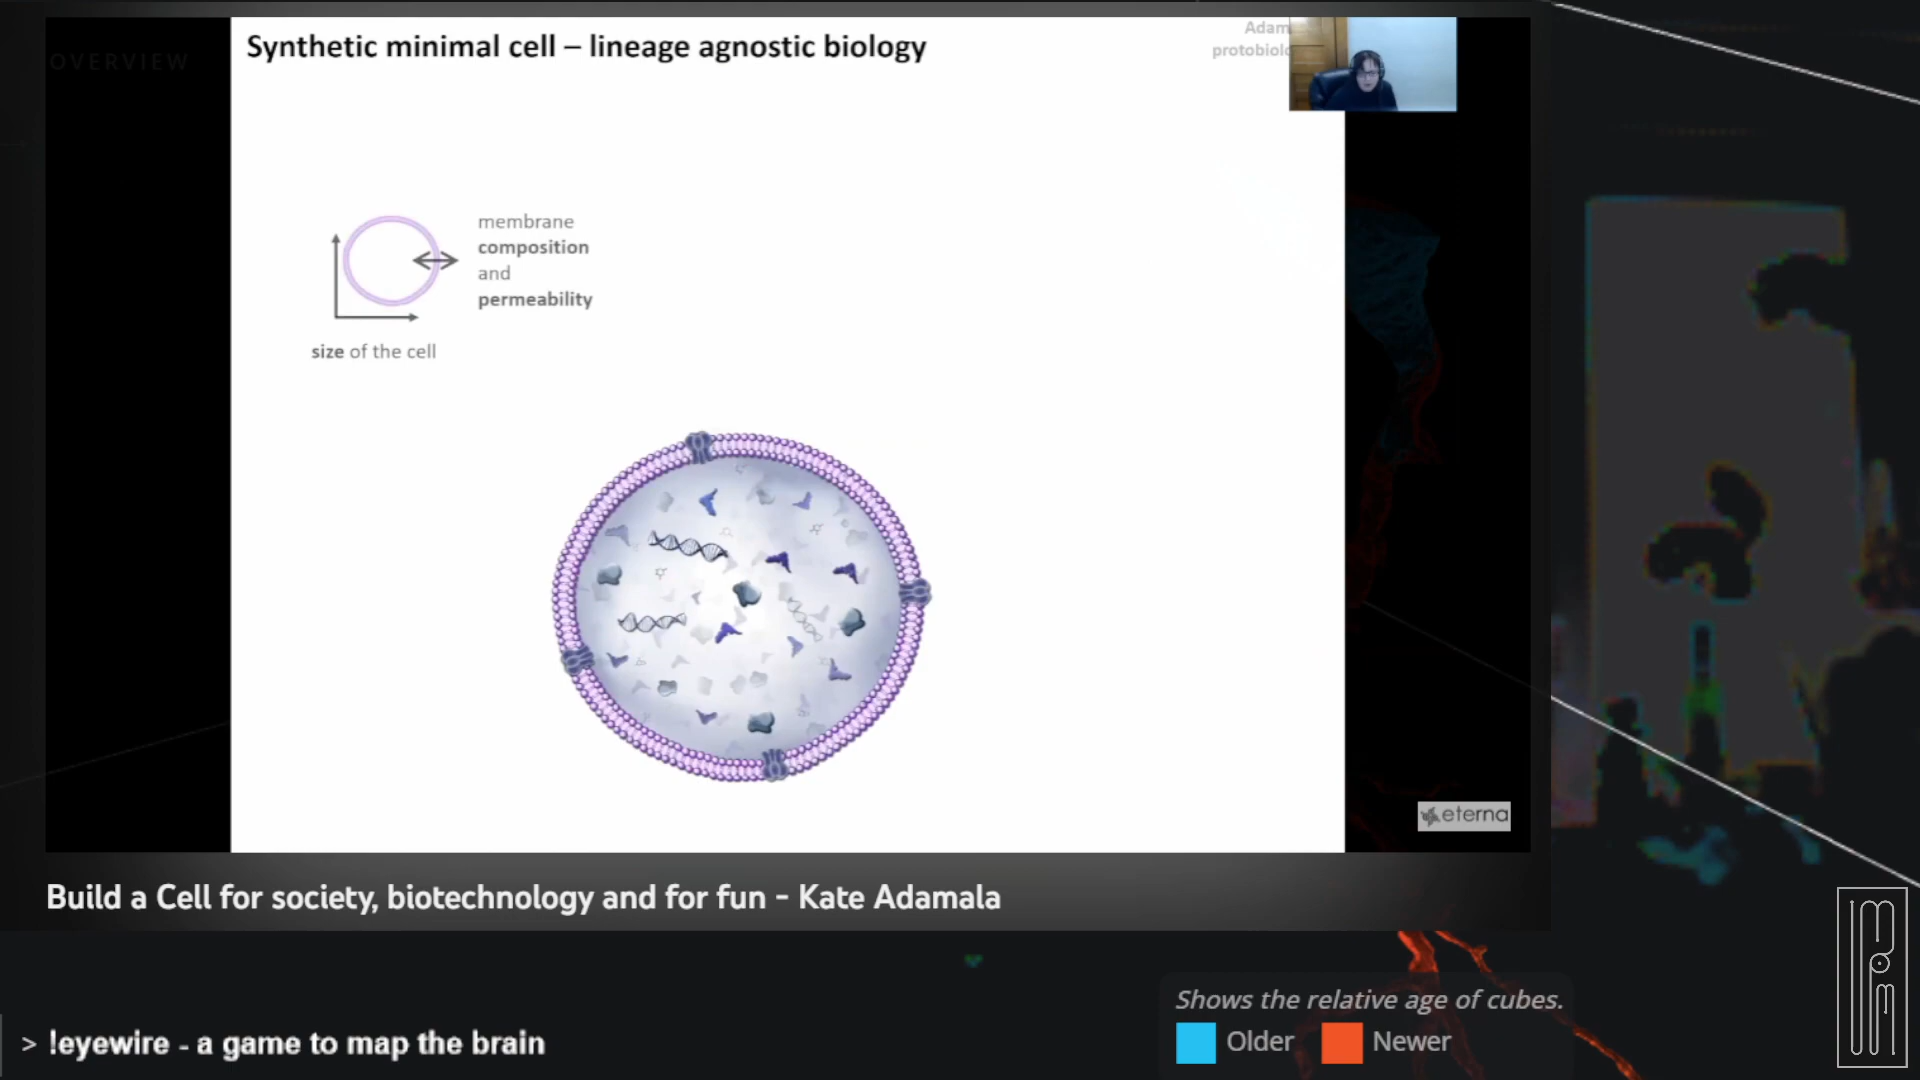 OVERVIEW
Synthetic minimal cell – lineage agnostic biology
Adam
protobiolo
membrane
composition
and
permeability
size of the cell
eterna
Build a Cell for society, biotechnology and for fun - Kate Adamala
> !eyewire - a game to map the brain
Shows the relative age of cubes.
Older
Newer